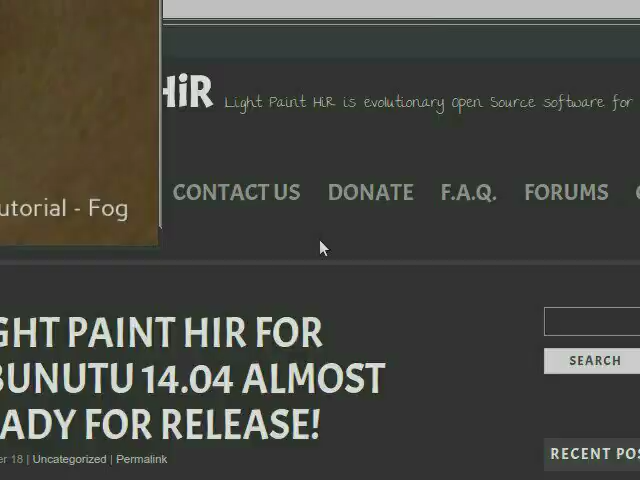 HiR Light Paint HiR is evolutionary Open Source software for
utorial - Fog
CONTACT US DONATE F.A.Q. FORUMS
GHT PAINT HIR FOR
BUNUTU 14.04 ALMOST
ADY FOR RELEASE!
SEARCH
er 18 | Uncategorized | Permalink
RECENT POS